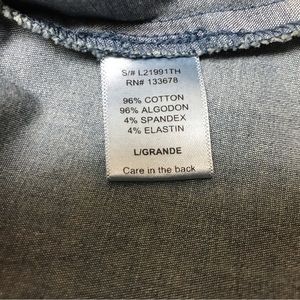 S/# L21991TH
RN# 133678
96% COTTON
96% ALGODON
4% SPANDEX
4% ELASTIN
L/GRANDE
Care in the back